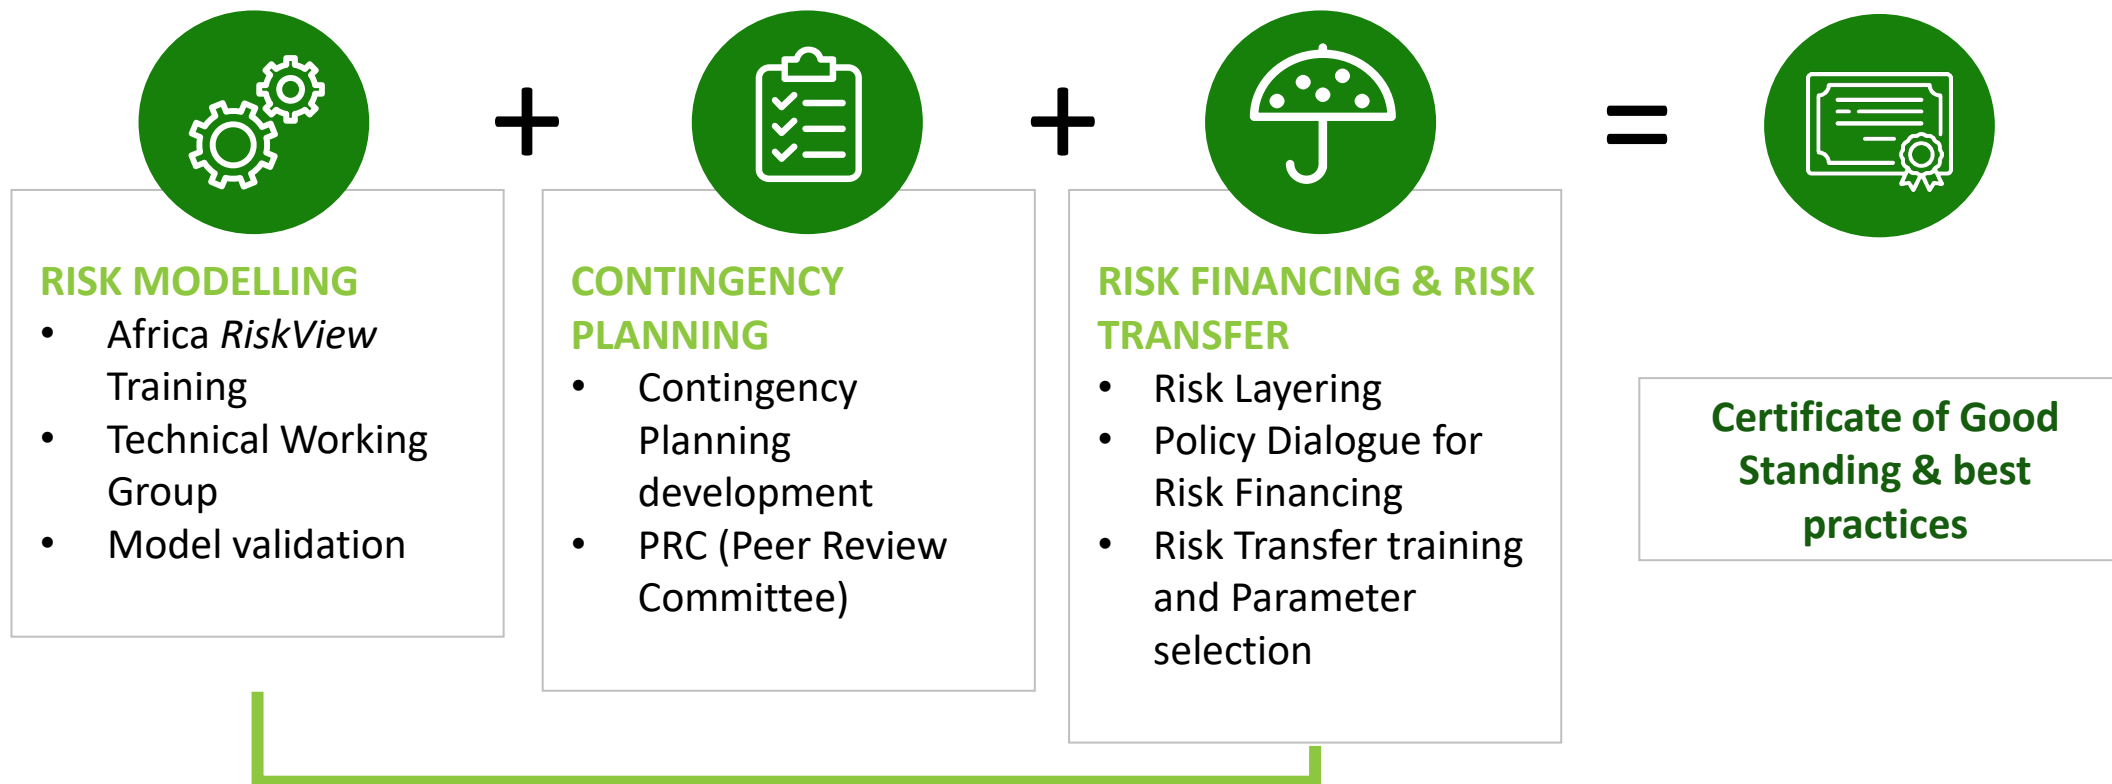 +
+
=
RISK MODELLING
• Africa RiskView
Training
• Technical Working
Group
• Model validation
CONTINGENCY
PLANNING
• Contingency
Planning
development
• PRC (Peer Review
Committee)
RISK FINANCING & RISK
TRANSFER
• Risk Layering
• Policy Dialogue for
Risk Financing
• Risk Transfer training
and Parameter
selection
Certificate of Good
Standing & best
practices